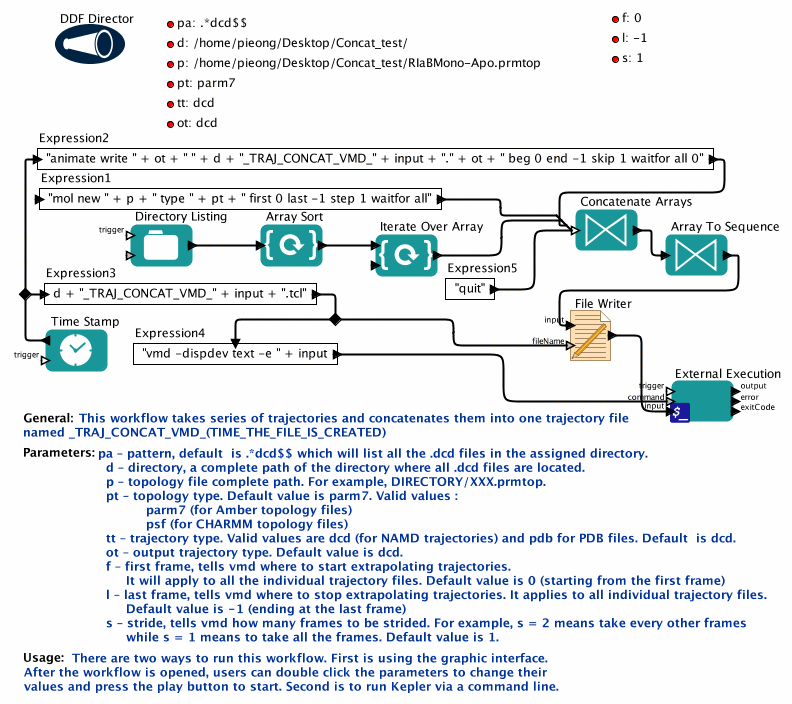 DDF Director
pa: .*dcd$$
d: /home/pieong/Desktop/Concat_test/
p: /home/pieong/Desktop/Concat_test/RIaBMono-Apo.prmtop
pt: parm7
tt: dcd
ot: dcd
f: 0
l: -1
s: 1
Expression2
"animate write " + ot + " " + d + "_TRAJ_CONCAT_VMD_" + input + "." + ot + " beg 0 end -1 skip 1 waitfor all 0"
Expression1
"mol new " + p + " type " + pt + " first 0 last -1 step 1 waitfor all"
Concatenate Arrays
Directory Listing
Array Sort
Iterate Over Array
Array To Sequence
trigger
Expression3
d + "_TRAJ_CONCAT_VMD_" + input + ".tcl"
Expression5
"quit"
Time Stamp
trigger
Expression4
"vmd -dispdev text -e " + input
File Writer
input
fileName
External Execution
trigger
command
input
output
error
exitCode
$_
General: This workflow takes series of trajectories and concatenates them into one trajectory file
named _TRAJ_CONCAT_VMD_(TIME_THE_FILE_IS_CREATED)
Parameters: pa - pattern, default is .*dcd$$ which will list all the .dcd files in the assigned directory.
d - directory, a complete path of the directory where all .dcd files are located.
p - topology file complete path. For example, DIRECTORY/XXX.prmtop.
pt - topology type. Default value is parm7. Valid values :
parm7 (for Amber topology files)
psf (for CHARMM topology files)
tt - trajectory type. Valid values are dcd (for NAMD trajectories) and pdb for PDB files. Default is dcd.
ot - output trajectory type. Default value is dcd.
f - first frame, tells vmd where to start extrapolating trajectories.
It will apply to all the individual trajectory files. Default value is 0 (starting from the first frame)
l - last frame, tells vmd where to stop extrapolating trajectories. It applies to all individual trajectory files.
Default value is -1 (ending at the last frame)
s - stride, tells vmd how many frames to be strided. For example, s = 2 means take every other frames
while s = 1 means to take all the frames. Default value is 1.
Usage: There are two ways to run this workflow. First is using the graphic interface.
After the workflow is opened, users can double click the parameters to change their
values and press the play button to start. Second is to run Kepler via a command line.